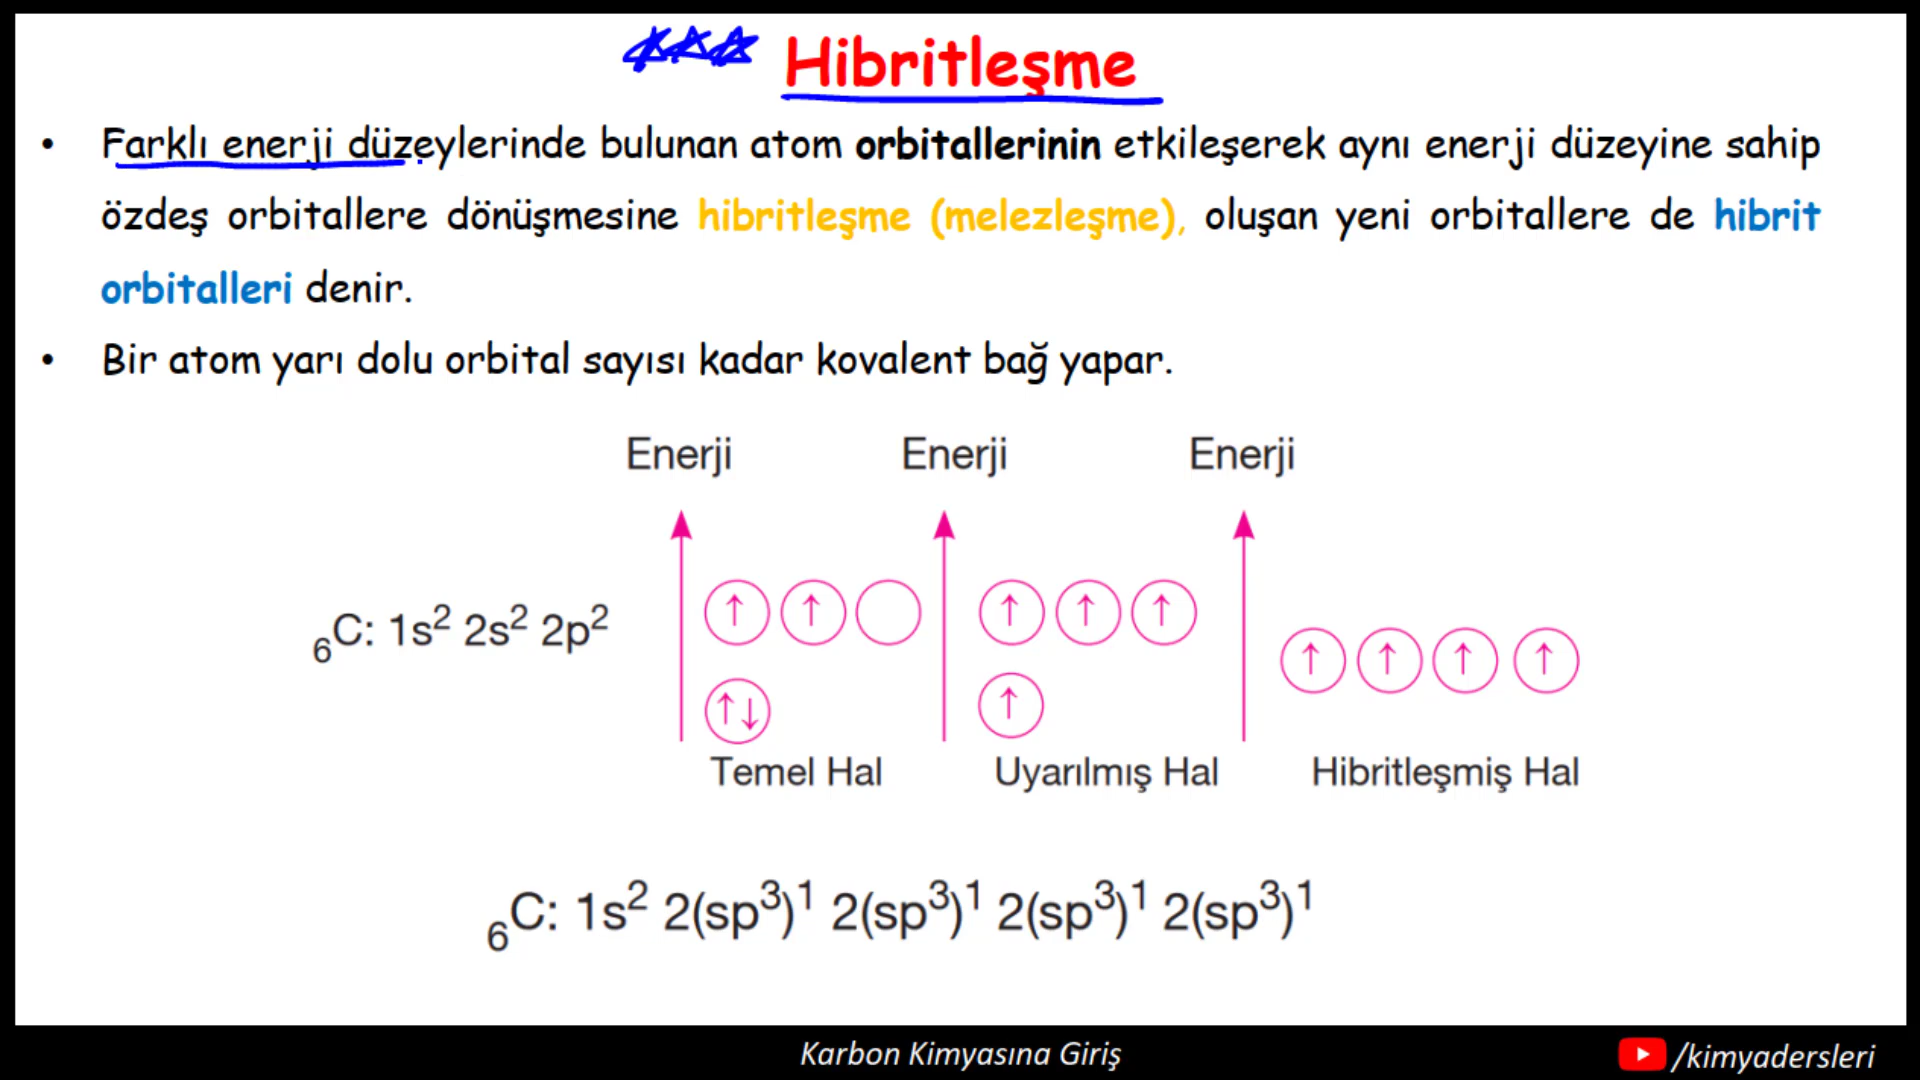 Hibritleşme
• Farklı enerji düzeylerinde bulunan atom orbitallerinin etkileşerek aynı enerji düzeyine sahip
özdeş orbitallere dönüşmesine hibritleşme (melezleşme), oluşan yeni orbitallere de hibrit
orbitalleri denir.
• Bir atom yarı dolu orbital sayısı kadar kovalent bağ yapar.
Enerji Enerji Enerji
₆C: 1s² 2s² 2p²
↑ ↑ ↑ ↑ ↑
↑ ↑ ↑ ↑
↑↓ ↑
Temel Hal Uyarılmış Hal Hibritleşmiş Hal
₆C: 1s² 2(sp³)¹ 2(sp³)¹ 2(sp³)¹ 2(sp³)¹
Karbon Kimyasına Giriş
/kimyadersleri